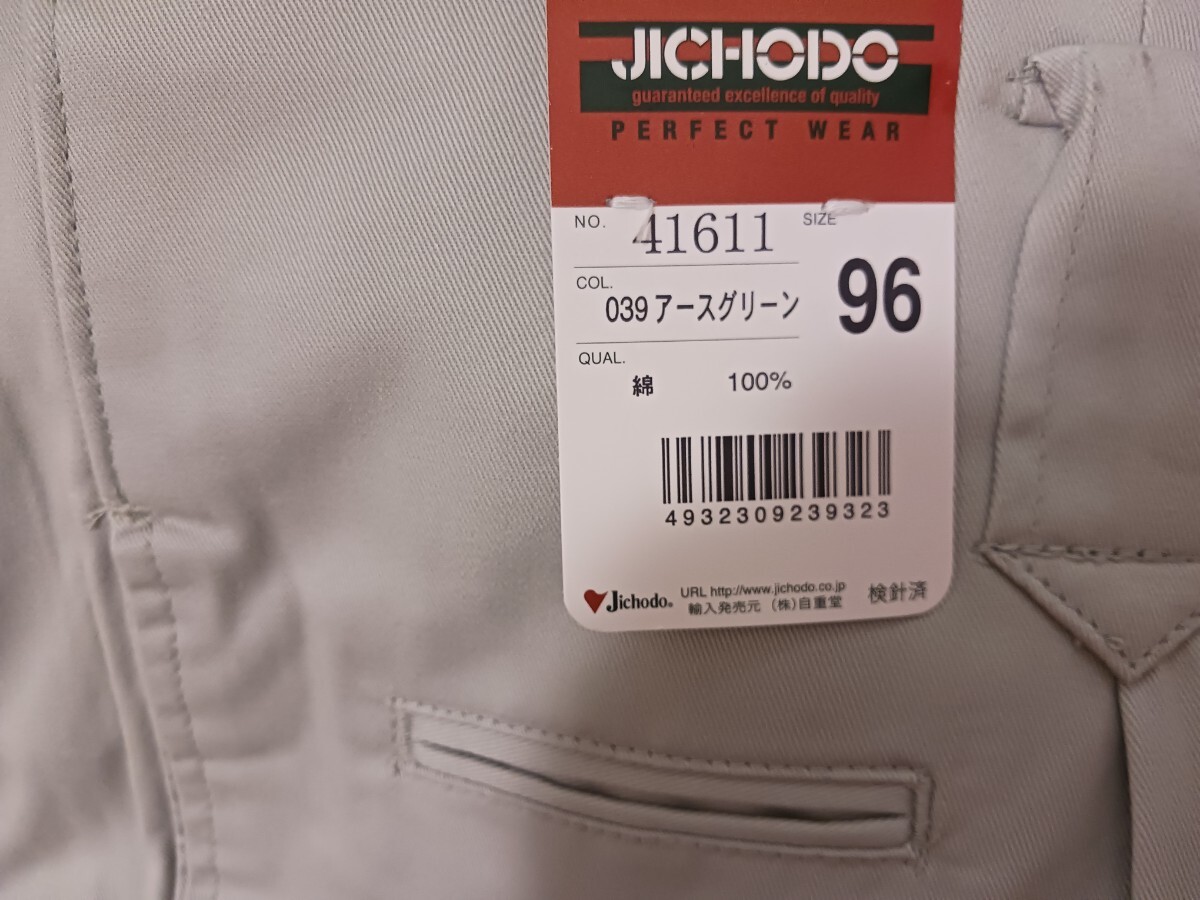 JICHODO
guaranteed excellence of quality
PERFECT WEAR
NO. 41611
SIZE 96
COL. 039 アースグリーン
QUAL.
綿 100%
4932309239323
Jichodo®
URL http://www.jichodo.co.jp
輸入発売元 (株)自重堂
検針済